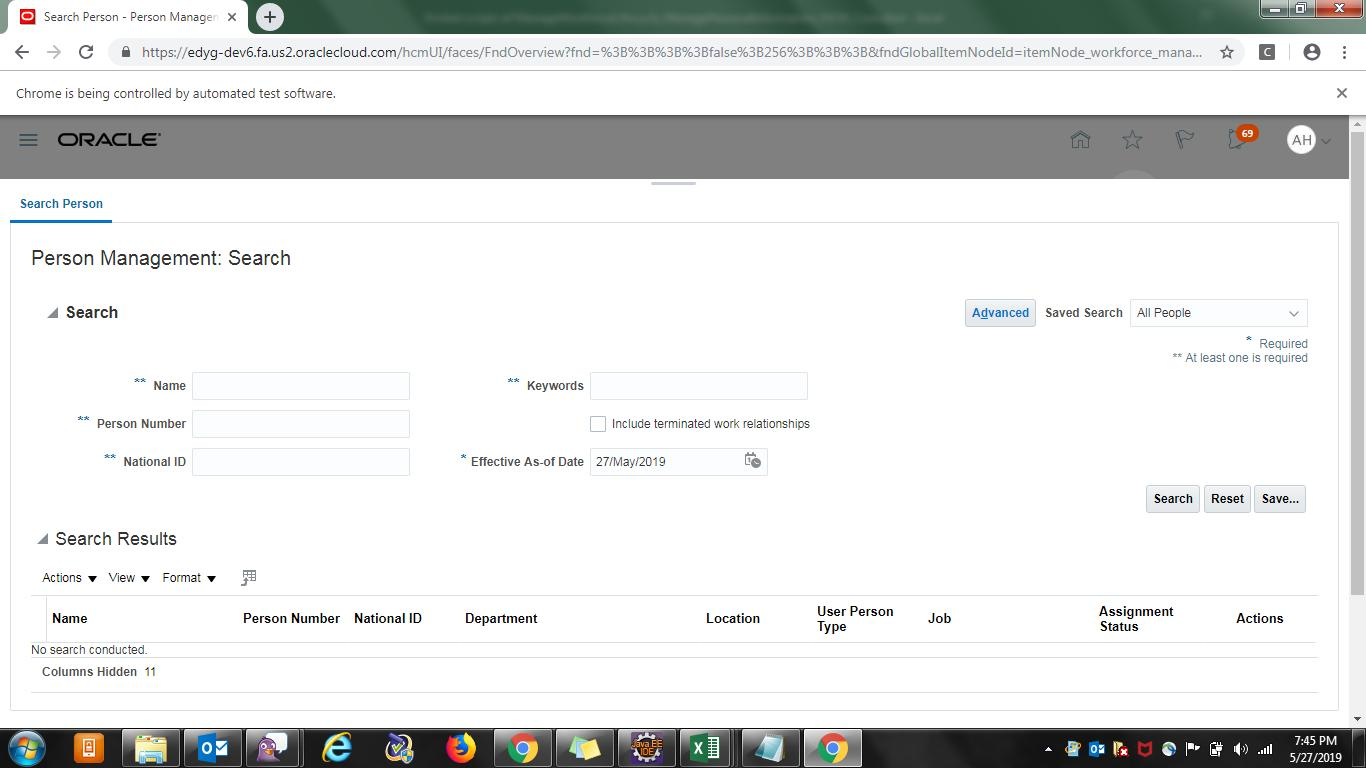 Search Person - Person Managen
https://edyg-dev6.fa.us2.oraclecloud.com/hcmUI/faces/FndOverview?fnd=%3B%3B%3B%3Bfalse%3B256%3B%3B%3B&fndGlobalItemNodeId=itemNode_workforce_mana...
C
Chrome is being controlled by automated test software.
ORACLE
69
AH
Search Person
Person Management: Search
Search
Advanced Saved Search All People
* Required
** At least one is required
** Name
** Keywords
** Person Number
Include terminated work relationships
** National ID
* Effective As-of Date 27/May/2019
Search Reset Save...
Search Results
Actions View Format
Name Person Number National ID Department Location User Person Type Job Assignment Status Actions
No search conducted.
Columns Hidden 11
Java EE IDE
7:45 PM
5/27/2019